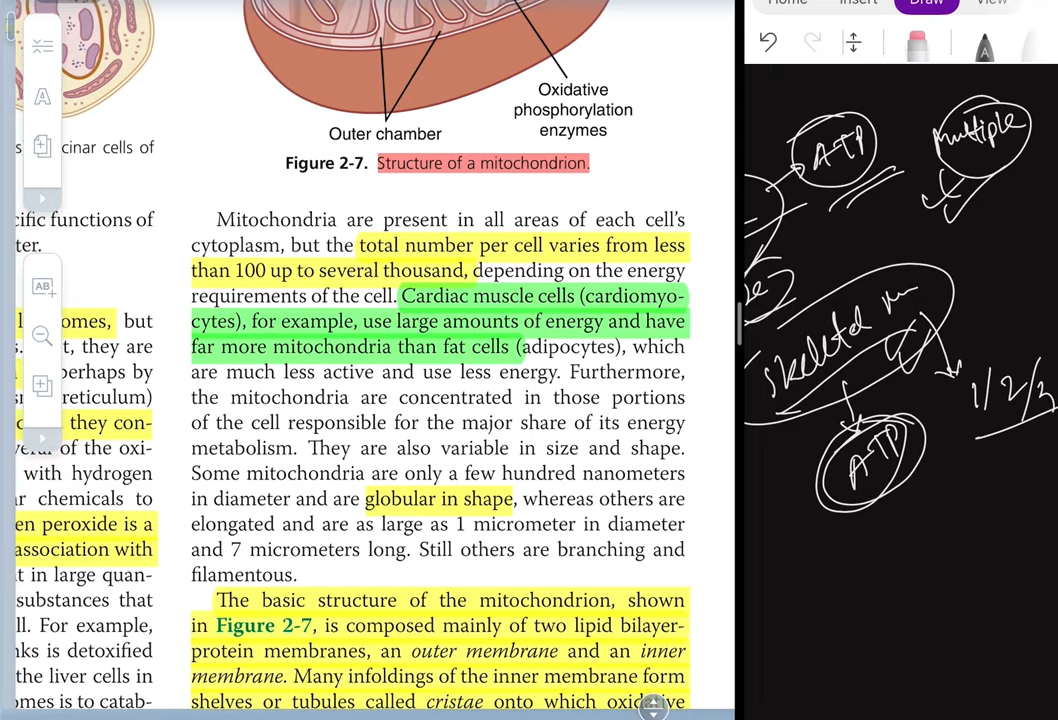 Oxidative
phosphorylation
enzymes
Outer chamber
Figure 2-7. Structure of a mitochondrion.
Mitochondria are present in all areas of each cell's
cytoplasm, but the total number per cell varies from less
than 100 up to several thousand, depending on the energy
requirements of the cell. Cardiac muscle cells (cardiomyo-
cytes), for example, use large amounts of energy and have
far more mitochondria than fat cells (adipocytes), which
are much less active and use less energy. Furthermore,
the mitochondria are concentrated in those portions
of the cell responsible for the major share of its energy
metabolism. They are also variable in size and shape.
Some mitochondria are only a few hundred nanometers
in diameter and are globular in shape, whereas others are
elongated and are as large as 1 micrometer in diameter
and 7 micrometers long. Still others are branching and
filamentous.
The basic structure of the mitochondrion, shown
in Figure 2-7, is composed mainly of two lipid bilayer-
protein membranes, an outer membrane and an inner
membrane. Many infoldings of the inner membrane form
shelves or tubules called cristae onto which oxidative
cinar cells of
cific functions of
ter.
omes, but
t, they are
perhaps by
reticulum)
they con-
of the oxi-
with hydrogen
r chemicals to
en peroxide is a
association with
t in large quan-
substances that
ll. For example,
nks is detoxified
the liver cells in
omes is to catab-
Home Insert Draw View
A
A
AB
ATP
multiple
skeletal
1/2/3
ATP